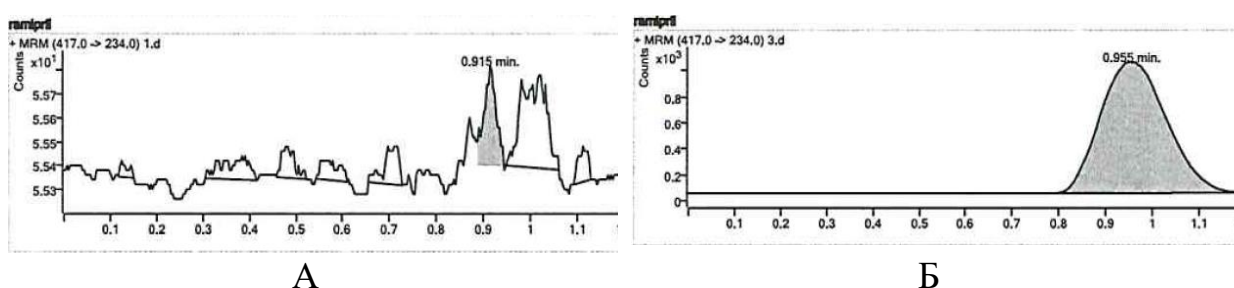 ramipril
+ MRM (417.0 -> 234.0) 1.d
Counts
x10¹
0.915 min.
5.57
5.56
5.55
5.54
5.53
0.1 0.2 0.3 0.4 0.5 0.6 0.7 0.8 0.9 1 1.1
А
ramipril
+ MRM (417.0 -> 234.0) 3.d
Counts
x10³
0.955 min.
0.8
0.6
0.4
0.2
0
0.1 0.2 0.3 0.4 0.5 0.6 0.7 0.8 0.9 1 1.1
Б